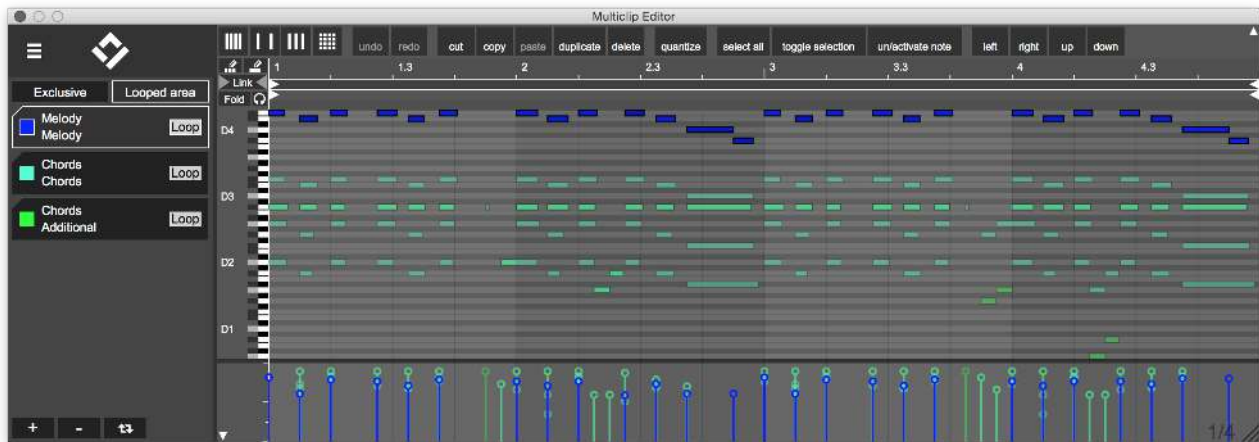 Multiclip Editor
undo redo cut copy paste duplicate delete quantize select all toggle selection un/activate note left right up down
1 1.3 2 2.3 3 3.3 4 4.3
Link
Fold
Exclusive Looped area
Melody
Melody
Loop
Chords
Chords
Loop
Chords
Additional
Loop
D4
D3
D2
D1
+ -
1/4